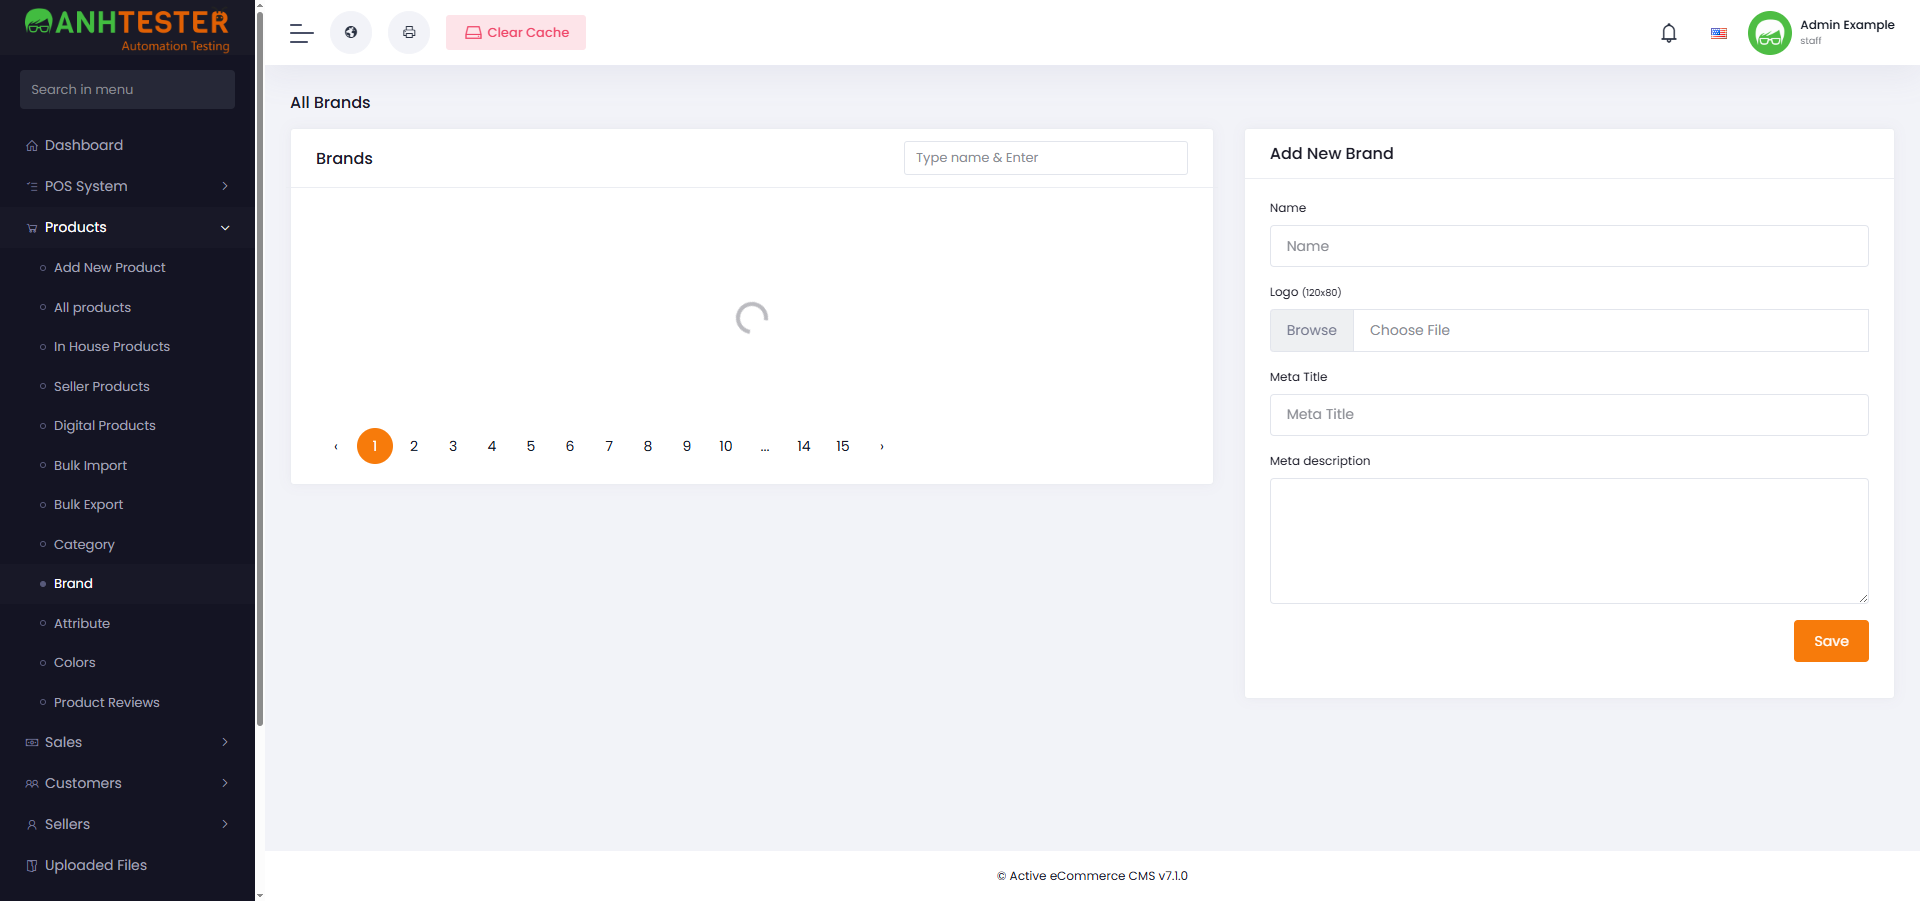 ANHTESTER
Automation Testing
Search in menu
Dashboard
POS System
Products
Add New Product
All products
In House Products
Seller Products
Digital Products
Bulk Import
Bulk Export
Category
Brand
Attribute
Colors
Product Reviews
Sales
Customers
Sellers
Uploaded Files
Clear Cache
Admin Example
staff
All Brands
Brands
Type name & Enter
‹ 1 2 3 4 5 6 7 8 9 10 ... 14 15 ›
Add New Brand
Name
Name
Logo (120x80)
Browse Choose File
Meta Title
Meta Title
Meta description
Save
© Active eCommerce CMS v7.1.0